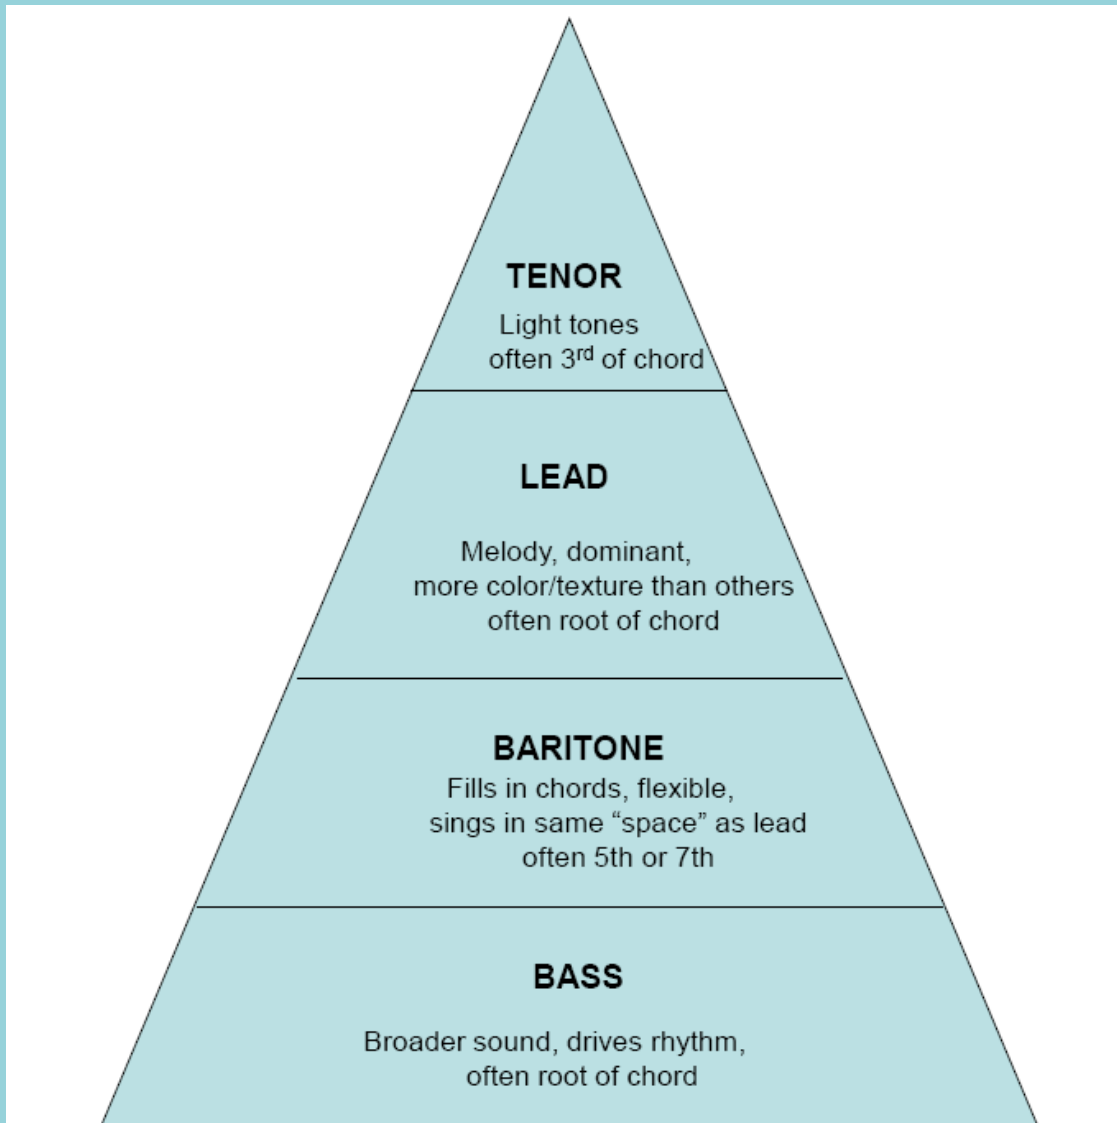 TENOR
Light tones
often 3rd of chord
LEAD
Melody, dominant,
more color/texture than others
often root of chord
BARITONE
Fills in chords, flexible,
sings in same “space” as lead
often 5th or 7th
BASS
Broader sound, drives rhythm,
often root of chord